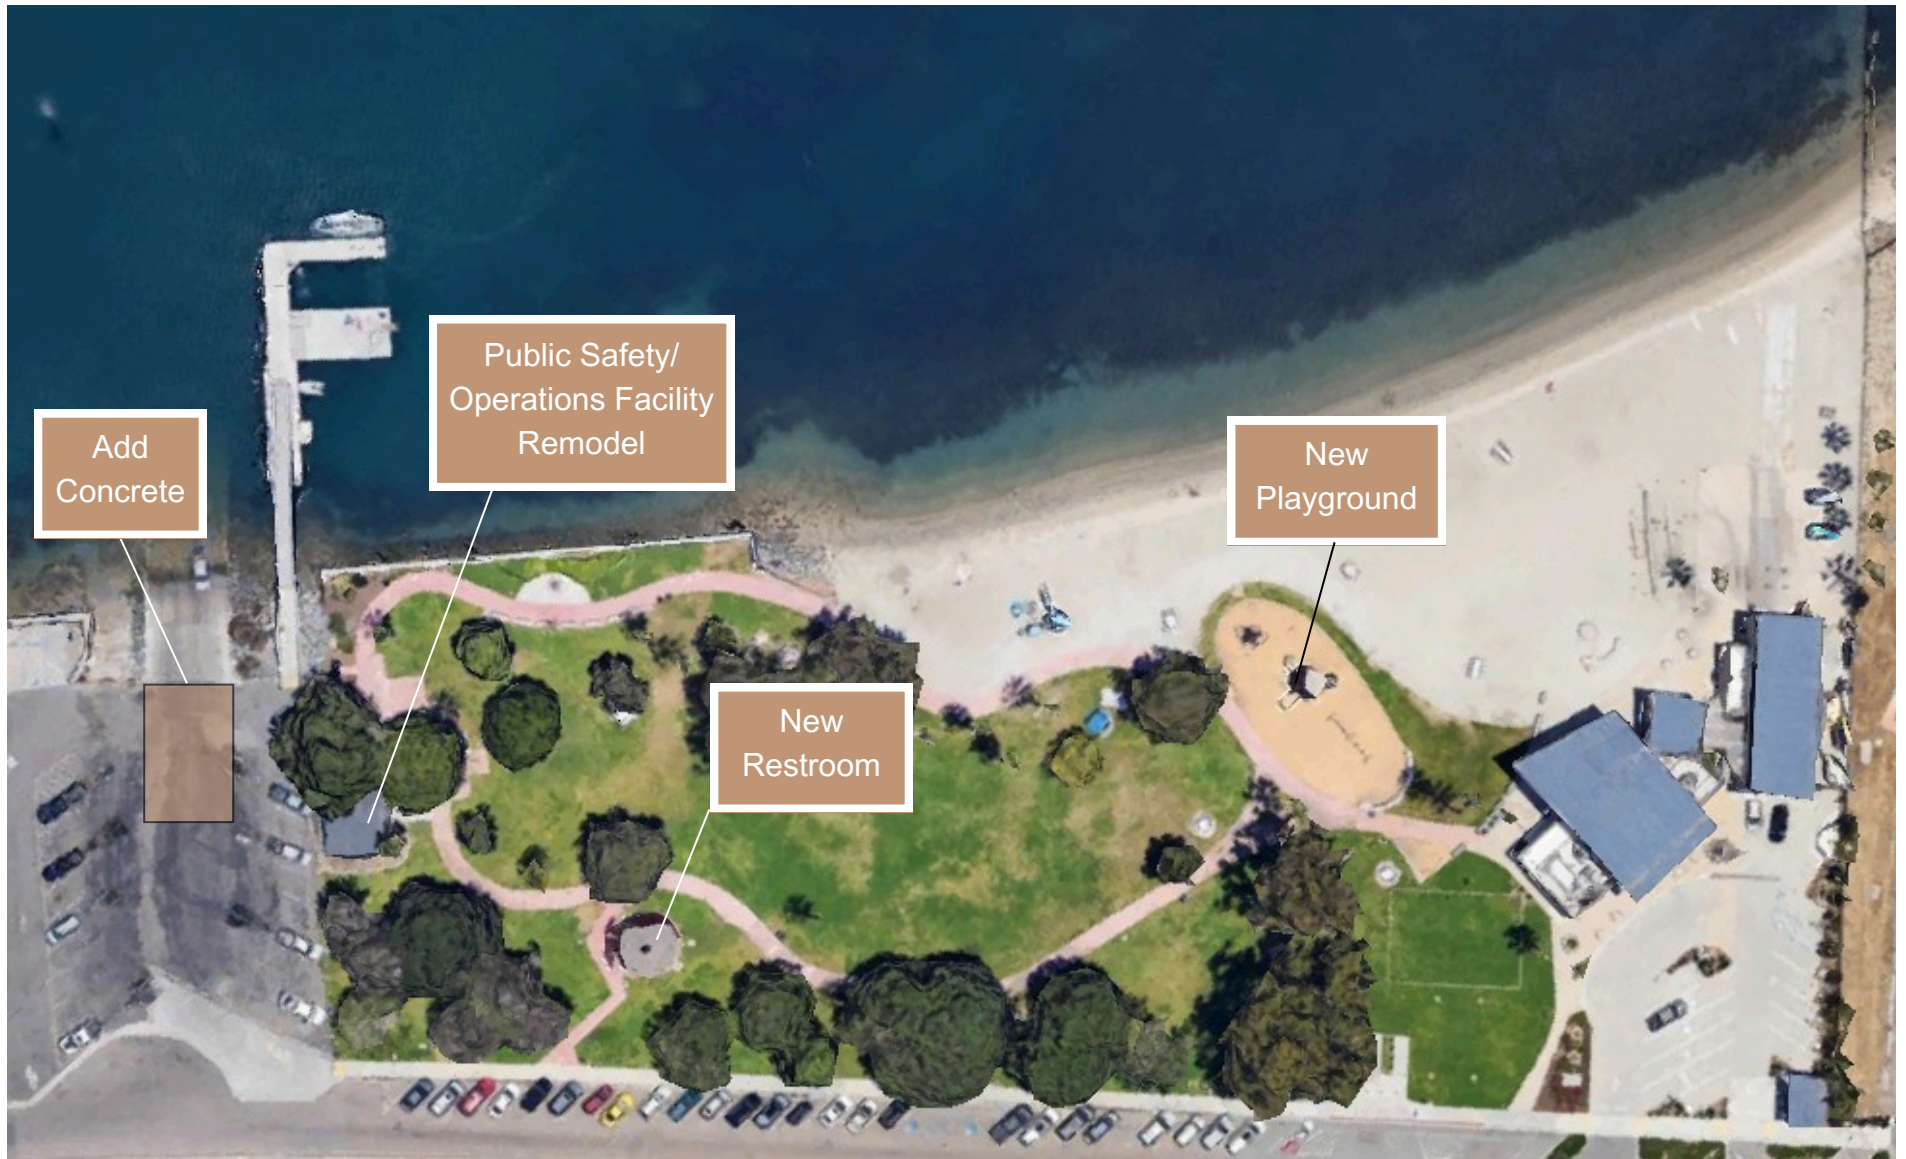 Public Safety/
Operations Facility
Remodel
Add
Concrete
New
Playground
New
Restroom